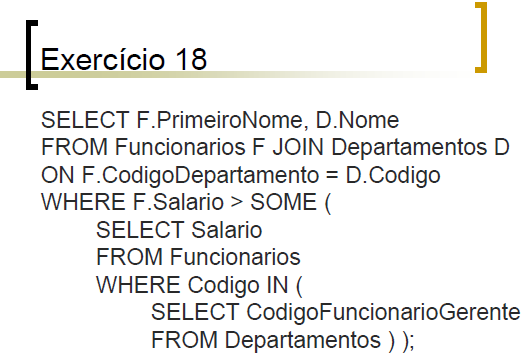 Exercício 18
SELECT F.PrimeiroNome, D.Nome
FROM Funcionarios F JOIN Departamentos D
ON F.CodigoDepartamento = D.Codigo
WHERE F.Salario > SOME (
SELECT Salario
FROM Funcionarios
WHERE Codigo IN (
SELECT CodigoFuncionarioGerente
FROM Departamentos ) );